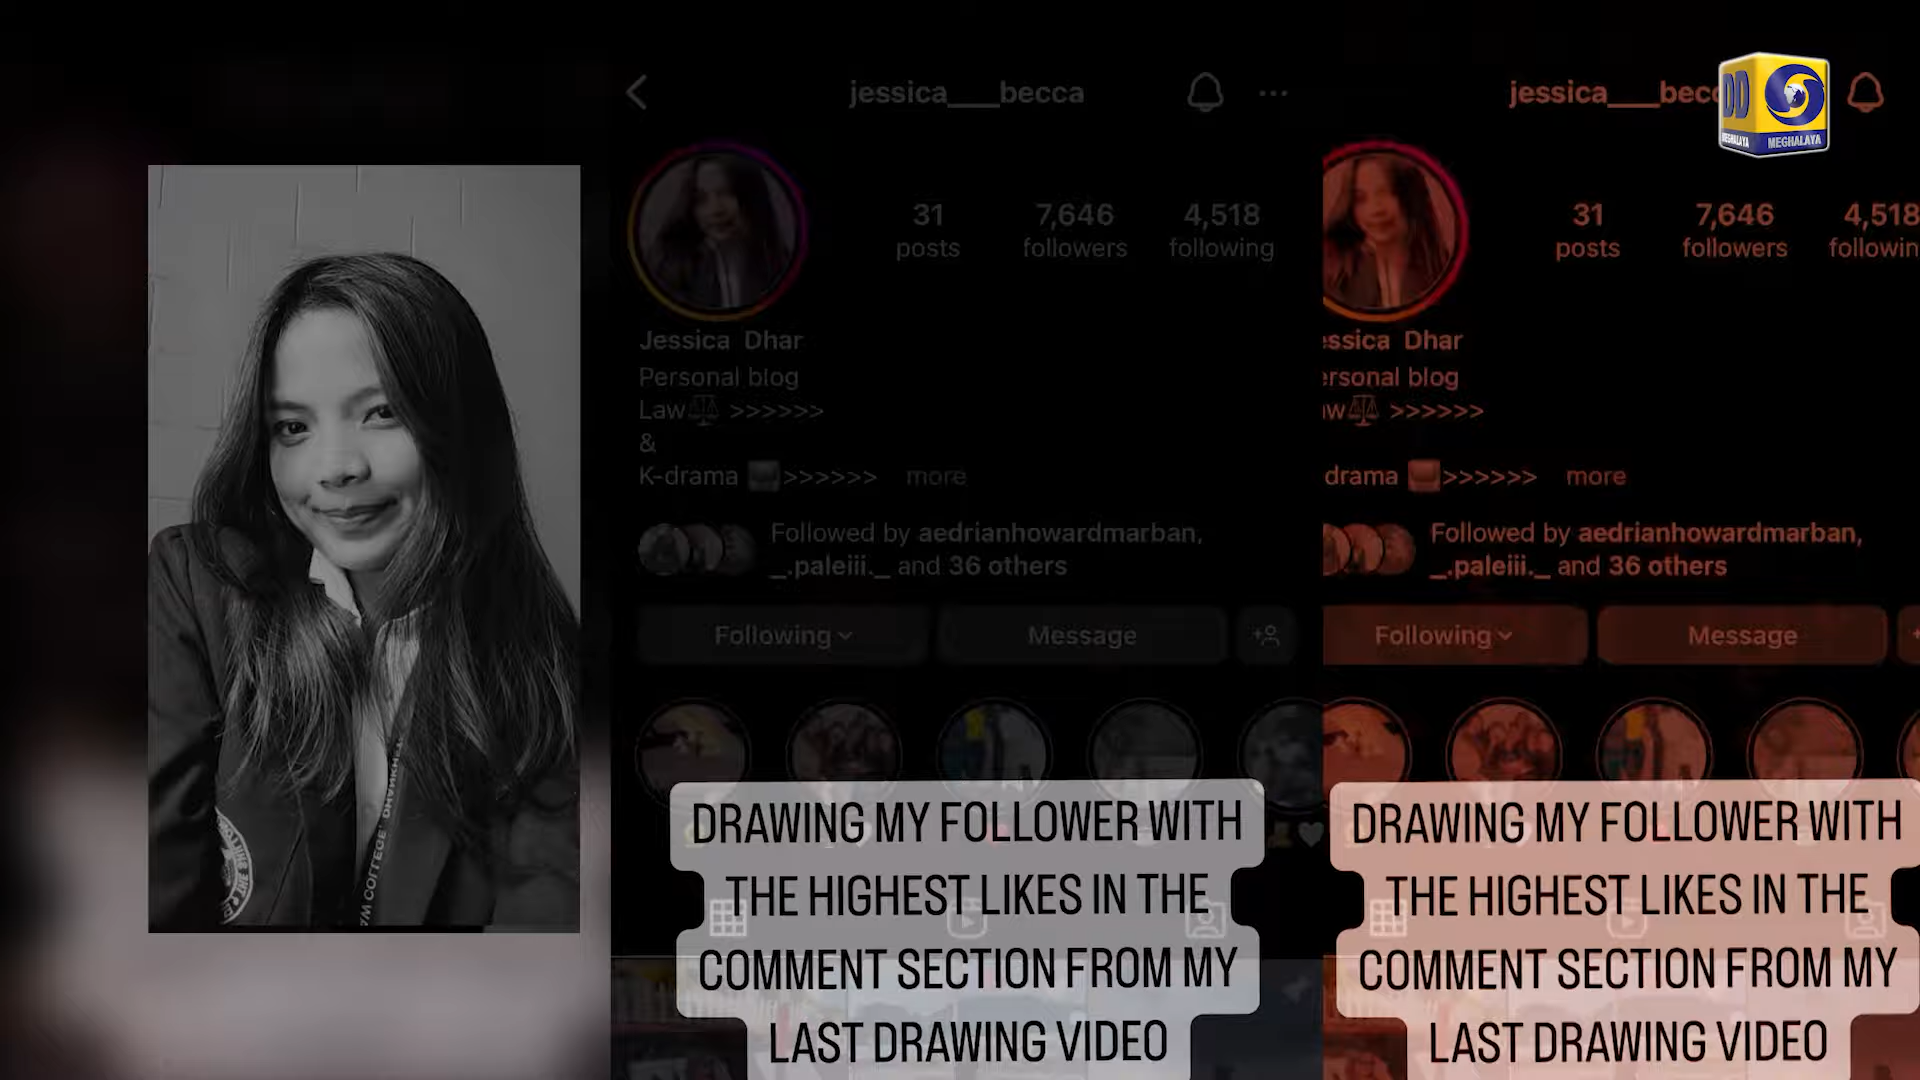 jessica___becca
31
7,646
4,518
posts
followers
following
Jessica Dhar
Personal blog
Law⚖ >>>>>>
&
K-drama >>>>>> more
Followed by aedrianhowardmarban,
_.paleiii._ and 36 others
Following
Message
DRAWING MY FOLLOWER WITH
THE HIGHEST LIKES IN THE
COMMENT SECTION FROM MY
LAST DRAWING VIDEO
jessica___becc
31
7,646
4,518
posts
followers
followin
essica Dhar
ersonal blog
w⚖ >>>>>>
drama >>>>>> more
Followed by aedrianhowardmarban,
_.paleiii._ and 36 others
Following
Message
DRAWING MY FOLLOWER WITH
THE HIGHEST LIKES IN THE
COMMENT SECTION FROM MY
LAST DRAWING VIDEO
DD
MEGHALAYA
MEGHALAYA